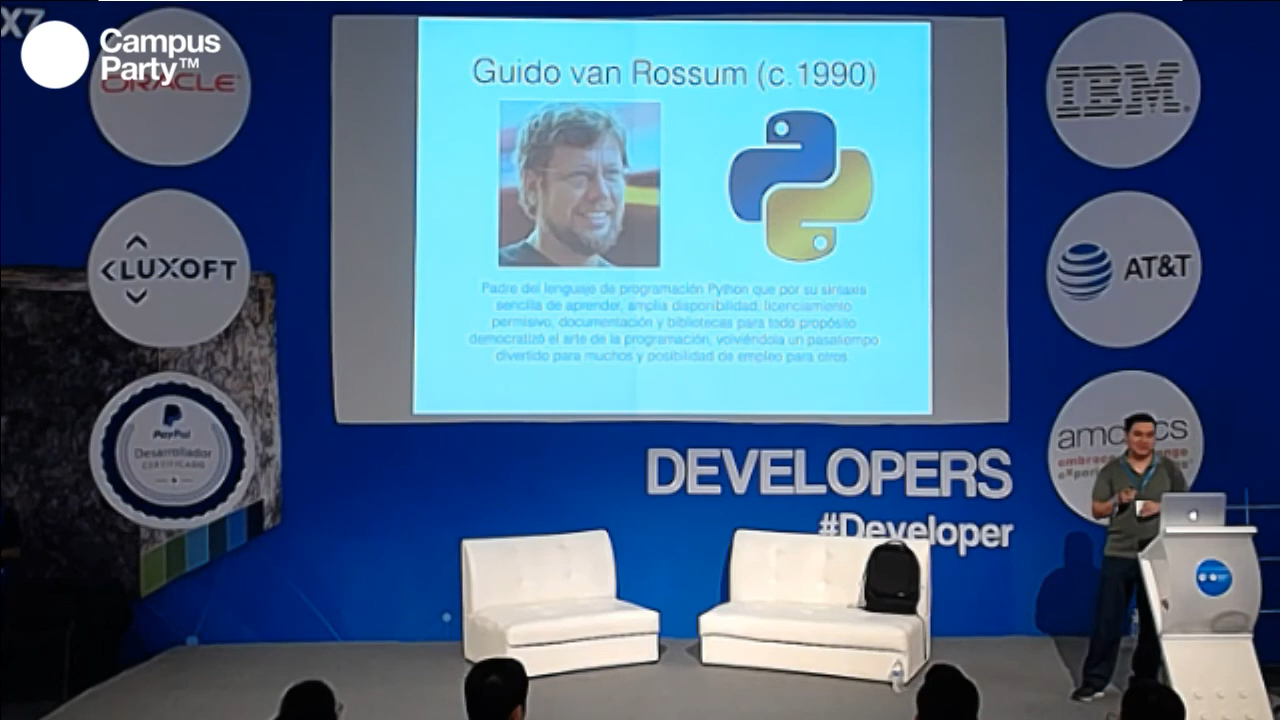 X7
Campus
Party™
ORACLE
Guido van Rossum (c.1990)
IBM
LUXOFT
AT&T
Padre del lenguaje de programación Python que por su sintaxis
sencilla de aprender, amplia disponibilidad, licenciamiento
permisivo, documentación y bibliotecas para todo propósito
democratizó el arte de la programación, volviéndola un pasatiempo
divertido para muchos y posibilidad de empleo para otros
PayPal
Desarrollador
CERTIFICADO
DEVELOPERS
#Developer